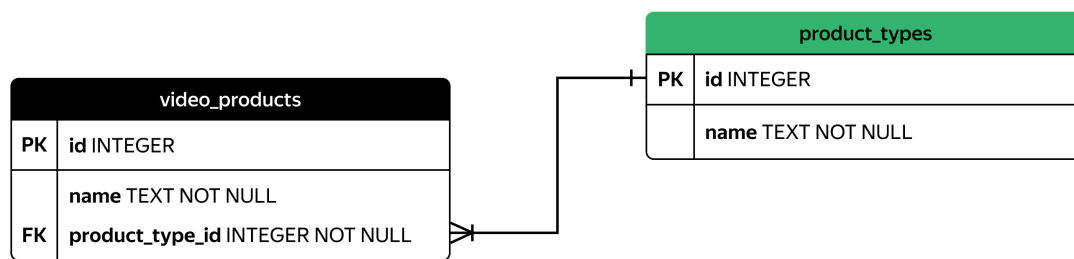 product_types
PK id INTEGER
name TEXT NOT NULL
video_products
PK id INTEGER
name TEXT NOT NULL
FK product_type_id INTEGER NOT NULL